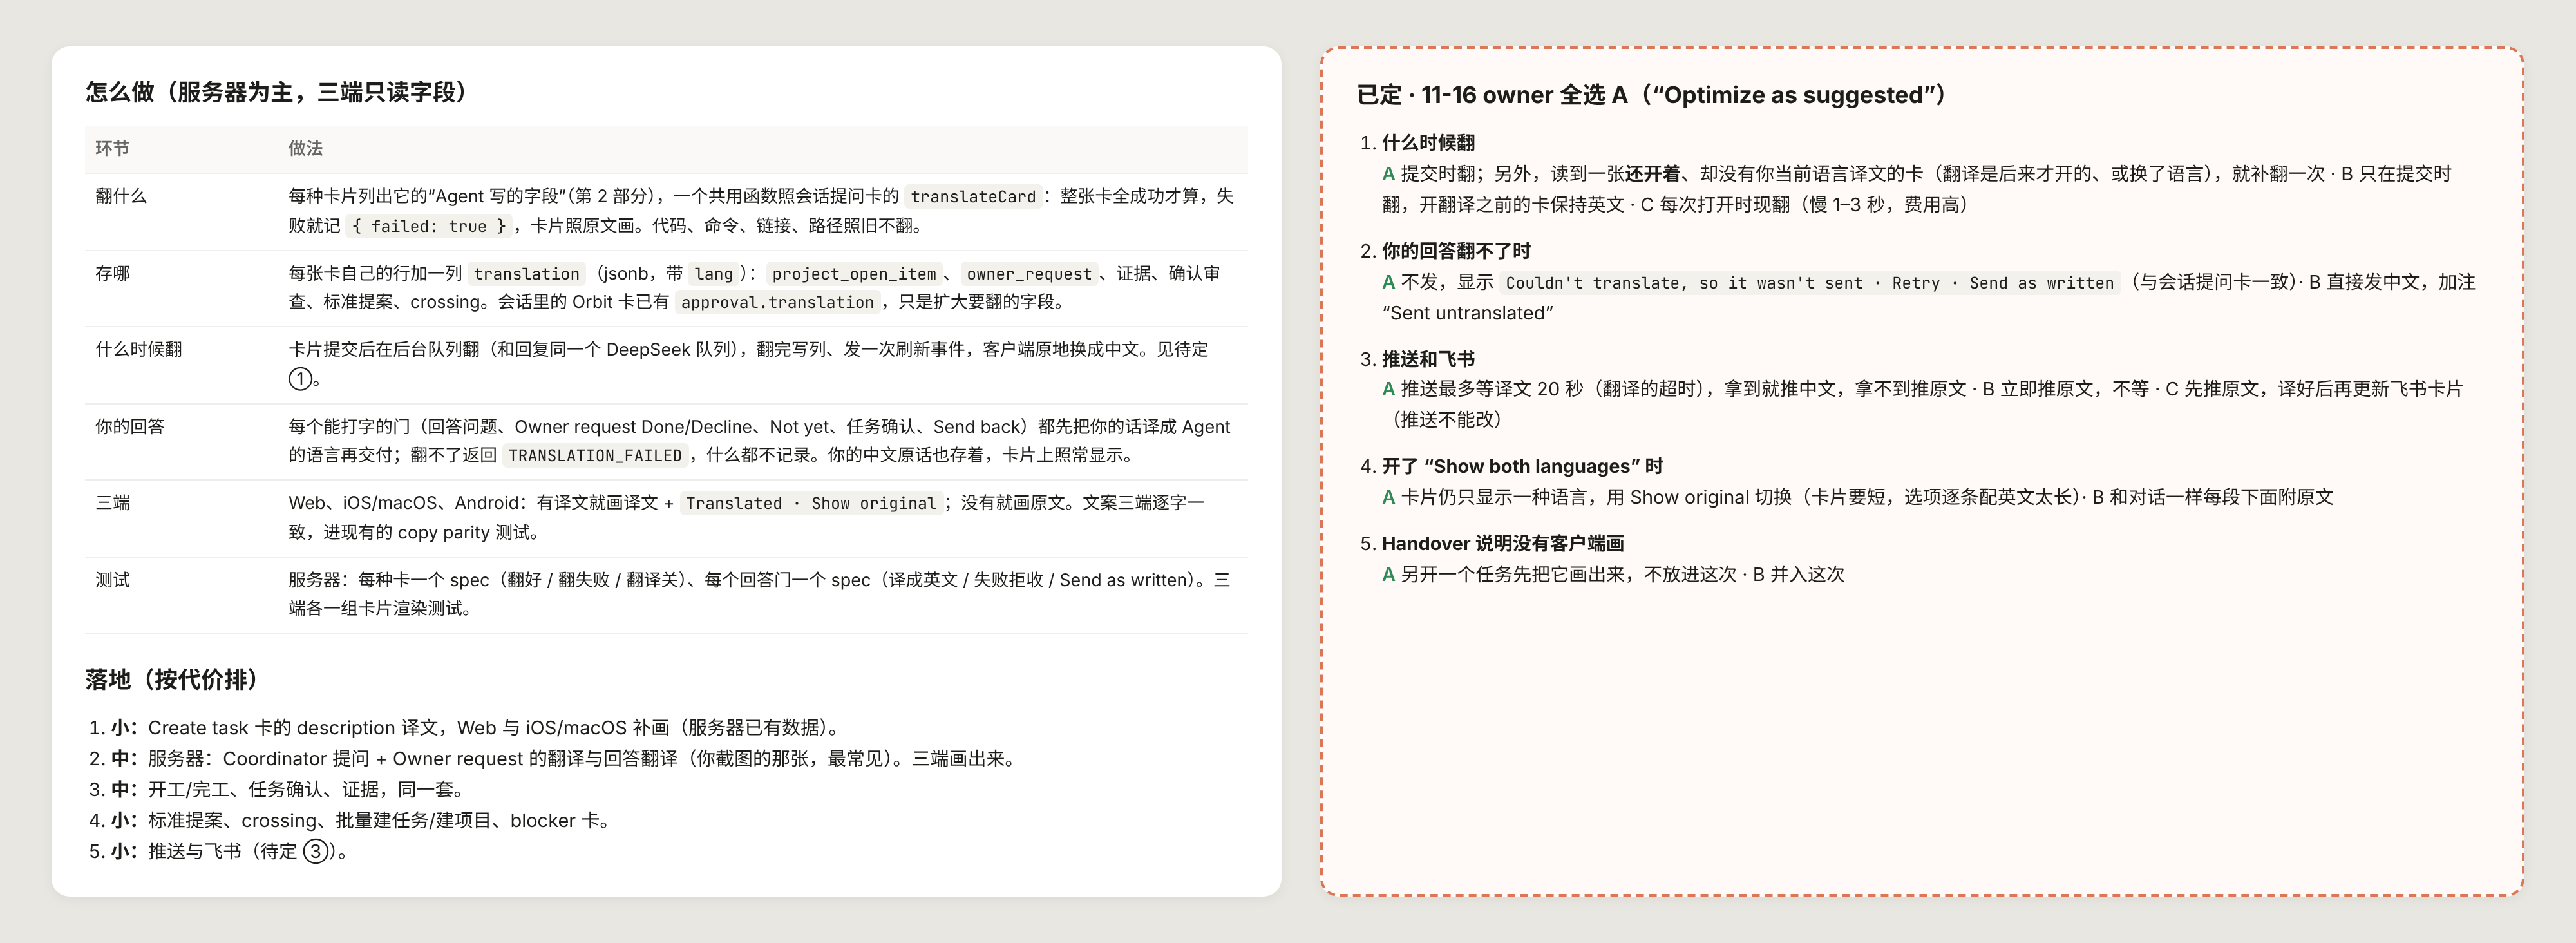 怎么做（服务器为主，三端只读字段）
环节 做法
翻什么 每种卡片列出它的“Agent 写的字段”（第 2 部分），一个共用函数照会话提问卡的 translateCard：整张卡全成功才算，失
败就记 { failed: true }，卡片照原文画。代码、命令、链接、路径照旧不翻。
存哪 每张卡自己的行加一列 translation（jsonb，带 lang）：project_open_item、owner_request、证据、确认审
查、标准提案、crossing。会话里的 Orbit 卡已有 approval.translation，只是扩大要翻的字段。
什么时候翻 卡片提交后在后台队列翻（和回复同一个 DeepSeek 队列），翻完写列、发一次刷新事件，客户端原地换成中文。见待定
①。
你的回答 每个能打字的门（回答问题、Owner request Done/Decline、Not yet、任务确认、Send back）都先把你的话译成 Agent
的语言再交付；翻不了返回 TRANSLATION_FAILED，什么都不记录。你的中文原话也存着，卡片上照常显示。
三端 Web、iOS/macOS、Android：有译文就画译文 + Translated · Show original；没有就画原文。文案三端逐字一
致，进现有的 copy parity 测试。
测试 服务器：每种卡一个 spec（翻好 / 翻失败 / 翻译关）、每个回答门一个 spec（译成英文 / 失败拒收 / Send as written）。三
端各一组卡片渲染测试。
落地（按代价排）
1. 小：Create task 卡的 description 译文，Web 与 iOS/macOS 补画（服务器已有数据）。
2. 中：服务器：Coordinator 提问 + Owner request 的翻译与回答翻译（你截图的那张，最常见）。三端画出来。
3. 中：开工/完工、任务确认、证据，同一套。
4. 小：标准提案、crossing、批量建任务/建项目、blocker 卡。
5. 小：推送与飞书（待定 ③）。
已定 · 11-16 owner 全选 A（“Optimize as suggested”）
1. 什么时候翻
A 提交时翻；另外，读到一张还开着、却没有你当前语言译文的卡（翻译是后来才开的、或换了语言），就补翻一次 · B 只在提交时
翻，开翻译之前的卡保持英文 · C 每次打开时现翻（慢 1–3 秒，费用高）
2. 你的回答翻不了时
A 不发，显示 Couldn't translate, so it wasn't sent · Retry · Send as written（与会话提问卡一致）· B 直接发中文，加注
“Sent untranslated”
3. 推送和飞书
A 推送最多等译文 20 秒（翻译的超时），拿到就推中文，拿不到推原文 · B 立即推原文，不等 · C 先推原文，译好后再更新飞书卡片
（推送不能改）
4. 开了 “Show both languages” 时
A 卡片仍只显示一种语言，用 Show original 切换（卡片要短，选项逐条配英文太长）· B 和对话一样每段下面附原文
5. Handover 说明没有客户端画
A 另开一个任务先把它画出来，不放进这次 · B 并入这次